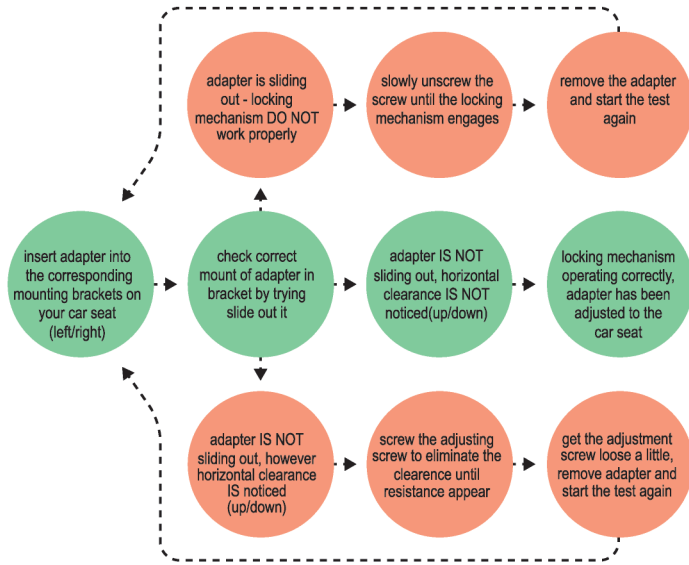 adapter is sliding
out - locking
mechanism DO NOT
work properly
slowly unscrew the
screw until the locking
mechanism engages
remove the adapter
and start the test
again
insert adapter into
the corresponding
mounting brackets on
your car seat
(left/right)
check correct
mount of adapter in
bracket by trying
slide out it
adapter IS NOT
sliding out, horizontal
clearance IS NOT
noticed(up/down)
locking mechanism
operating correctly,
adapter has been
adjusted to the
car seat
adapter IS NOT
sliding out, however
horizontal clearance
IS noticed
(up/down)
screw the adjusting
screw to eliminate the
clearence until
resistance appear
get the adjustment
screw loose a little,
remove adapter and
start the test again